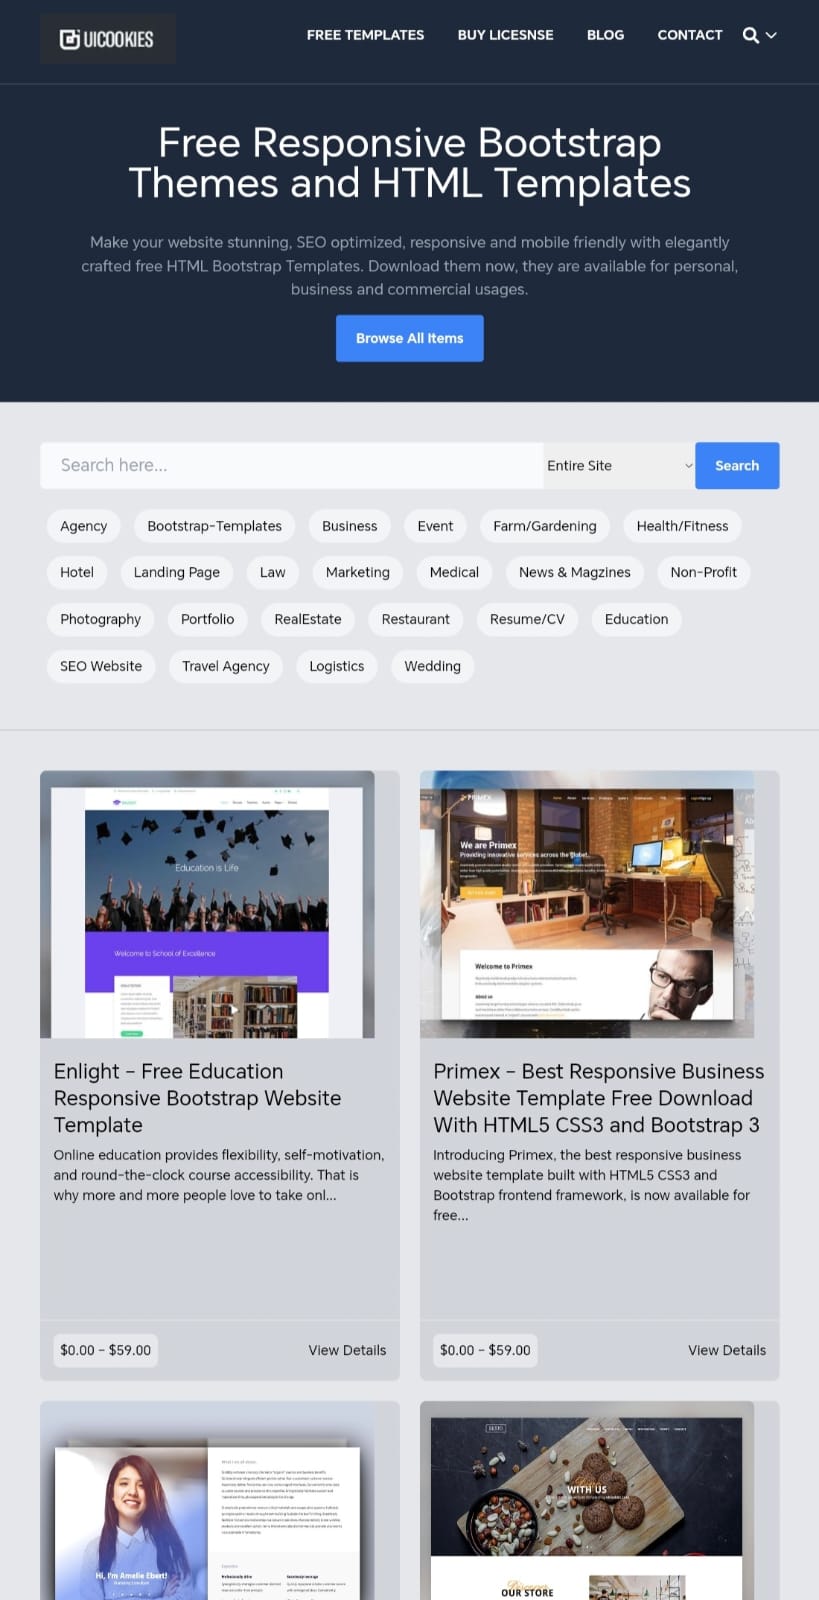 UICOOKIES
FREE TEMPLATES
BUY LICESNSE
BLOG
CONTACT
Free Responsive Bootstrap
Themes and HTML Templates
Make your website stunning, SEO optimized, responsive and mobile friendly with elegantly
crafted free HTML Bootstrap Templates. Download them now, they are available for personal,
business and commercial usages.
Browse All Items
Search here...
Entire Site
Search
Agency
Bootstrap-Templates
Business
Event
Farm/Gardening
Health/Fitness
Hotel
Landing Page
Law
Marketing
Medical
News & Magzines
Non-Profit
Photography
Portfolio
RealEstate
Restaurant
Resume/CV
Education
SEO Website
Travel Agency
Logistics
Wedding
Education is Life
Welcome to School of Excellence
PRIMEX
We are Primex
Providing innovative services across the globe!
Welcome to Primex
About us
Enlight - Free Education
Responsive Bootstrap Website
Template
Online education provides flexibility, self-motivation,
and round-the-clock course accessibility. That is
why more and more people love to take onl...
$0.00 - $59.00
View Details
Primex - Best Responsive Business
Website Template Free Download
With HTML5 CSS3 and Bootstrap 3
Introducing Primex, the best responsive business
website template built with HTML5 CSS3 and
Bootstrap frontend framework, is now available for
free...
$0.00 - $59.00
View Details
Hi, I'm Amelie Ebert!
WITH US
Discover
OUR STORE